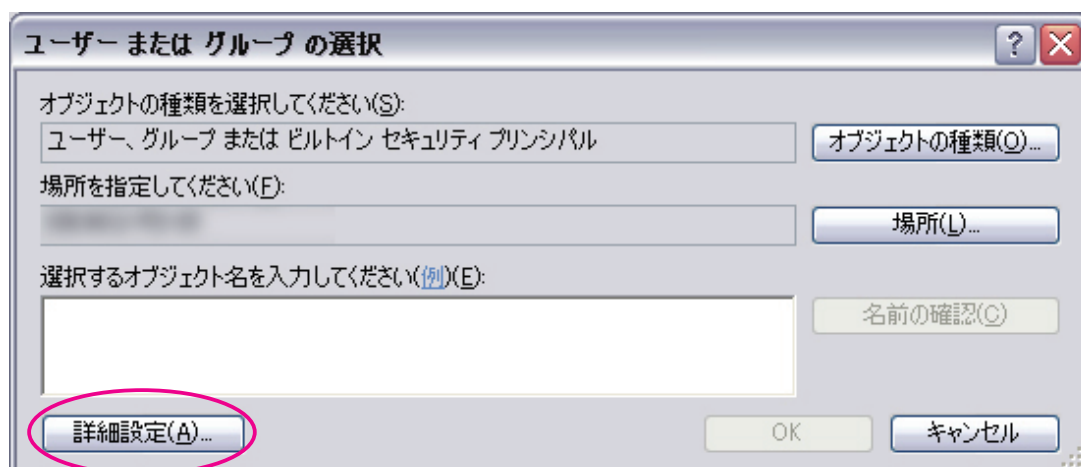 ユーザー または グループ の選択
オブジェクトの種類を選択してください(S):
ユーザー、グループ または ビルトイン セキュリティ プリンシパル
オブジェクトの種類(O)...
場所を指定してください(F):
場所(L)...
選択するオブジェクト名を入力してください(例)(E):
名前の確認(C)
詳細設定(A)...
OK
キャンセル